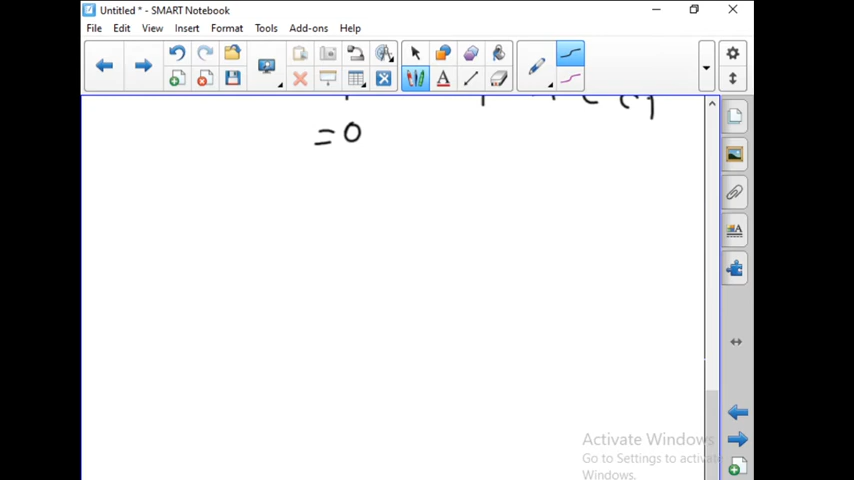 Untitled * - SMART Notebook
File Edit View Insert Format Tools Add-ons Help
= 0
Activate Windows
Go to Settings to activate
Windows.